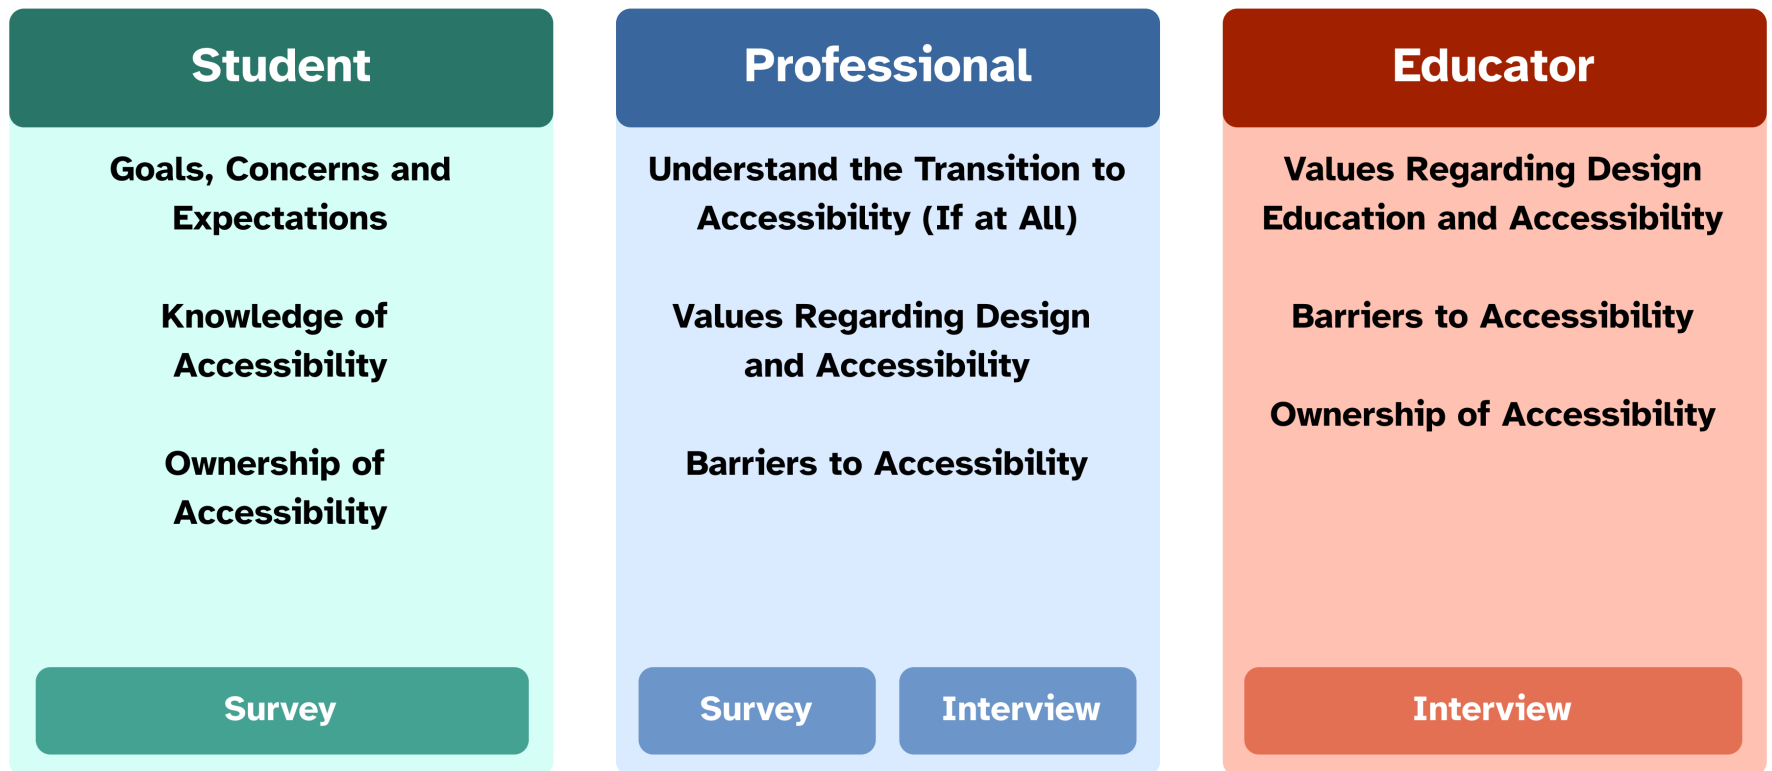 Student
Goals, Concerns and
Expectations
Knowledge of
Accessibility
Ownership of
Accessibility
Survey
Professional
Understand the Transition to
Accessibility (If at All)
Values Regarding Design
and Accessibility
Barriers to Accessibility
Survey
Interview
Educator
Values Regarding Design
Education and Accessibility
Barriers to Accessibility
Ownership of Accessibility
Interview